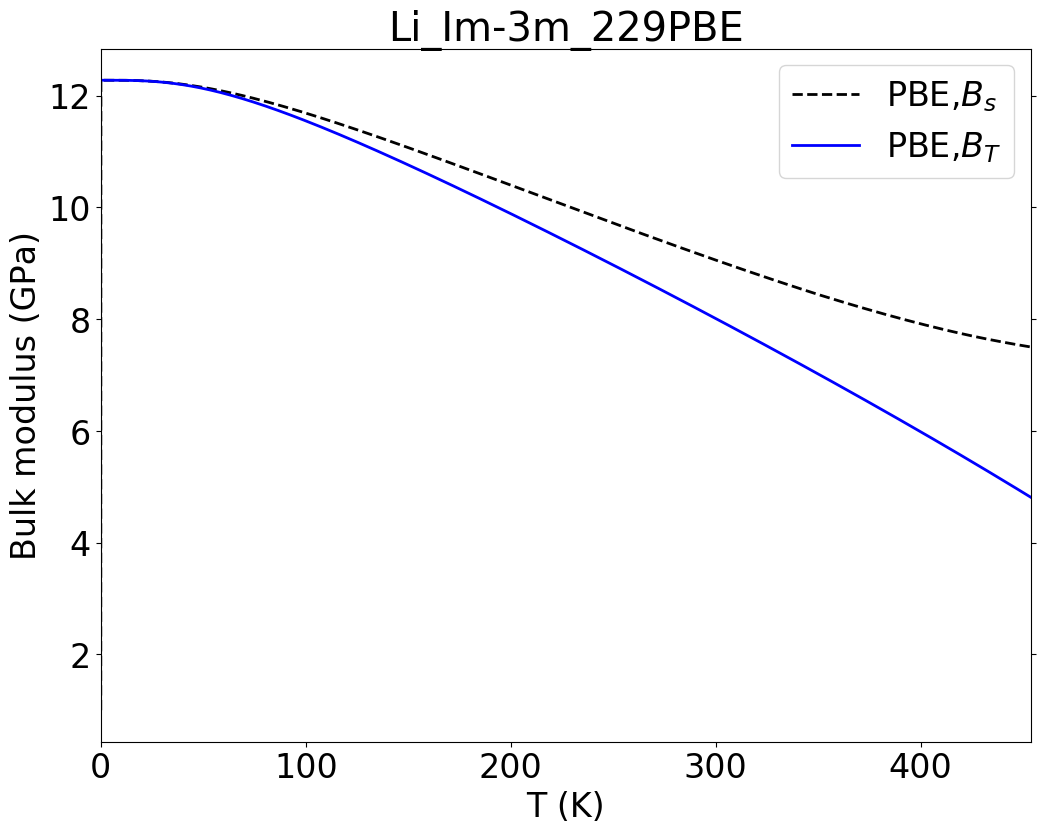 Li_Im-3m_229PBE
PBE,B_s
PBE,B_T
Bulk modulus (GPa)
12
10
8
6
4
2
0 100 200 300 400
T (K)